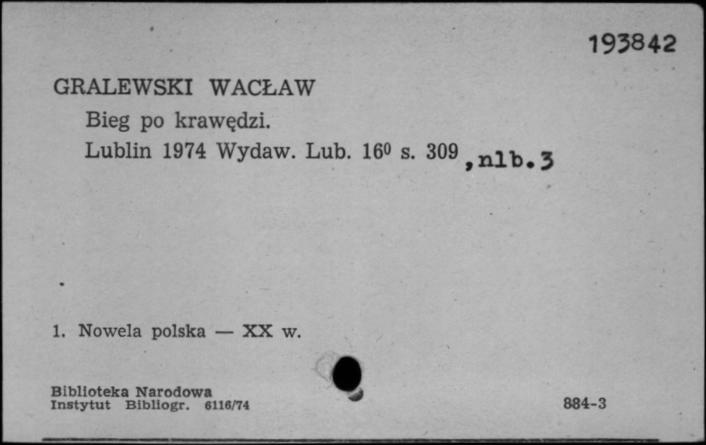 193842
GRALEWSKI WACŁAW
Bieg po krawędzi.
Lublin 1974 Wydaw. Lub. 16⁰ s. 309 , nlb. 3
1. Nowela polska — XX w.
Biblioteka Narodowa
Instytut Bibliogr. 6116/74
884-3